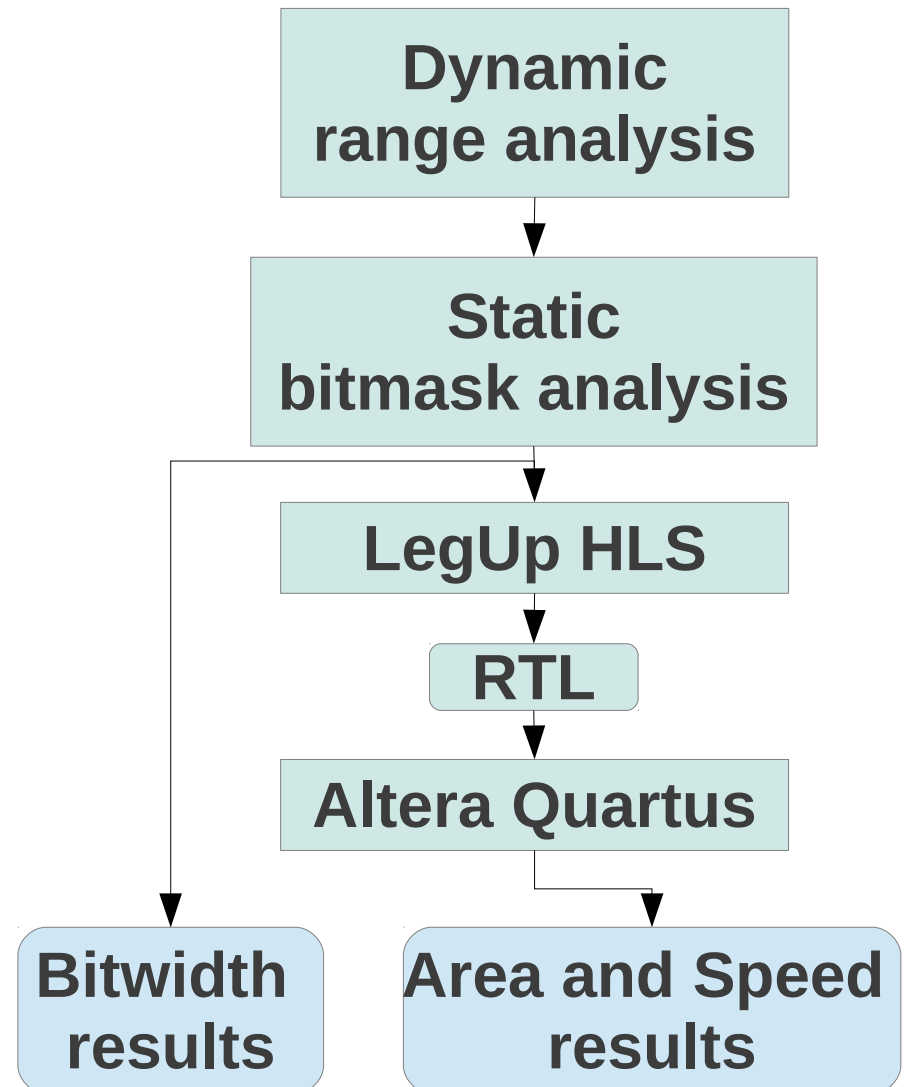 Dynamic
range analysis
Static
bitmask analysis
LegUp HLS
RTL
Altera Quartus
Bitwidth
results
Area and Speed
results